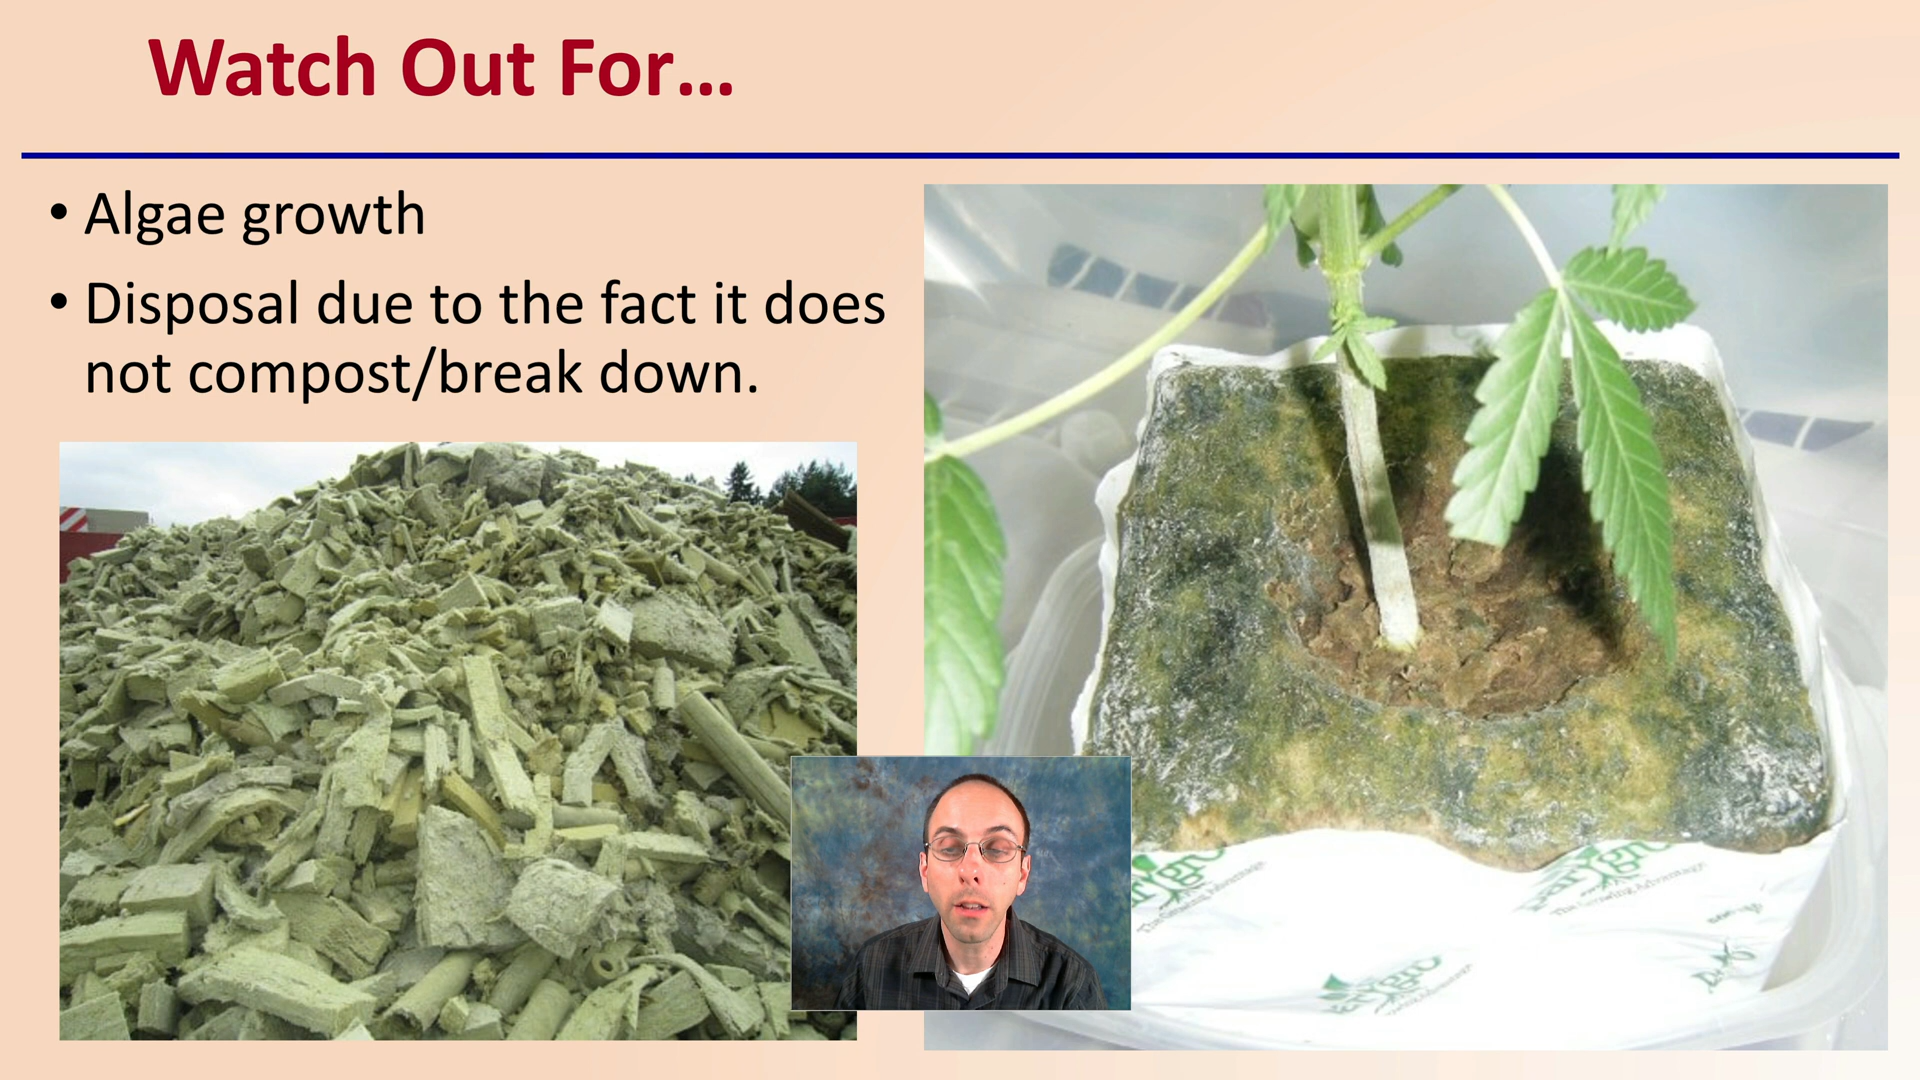 Watch Out For...
• Algae growth
• Disposal due to the fact it does
not compost/break down.